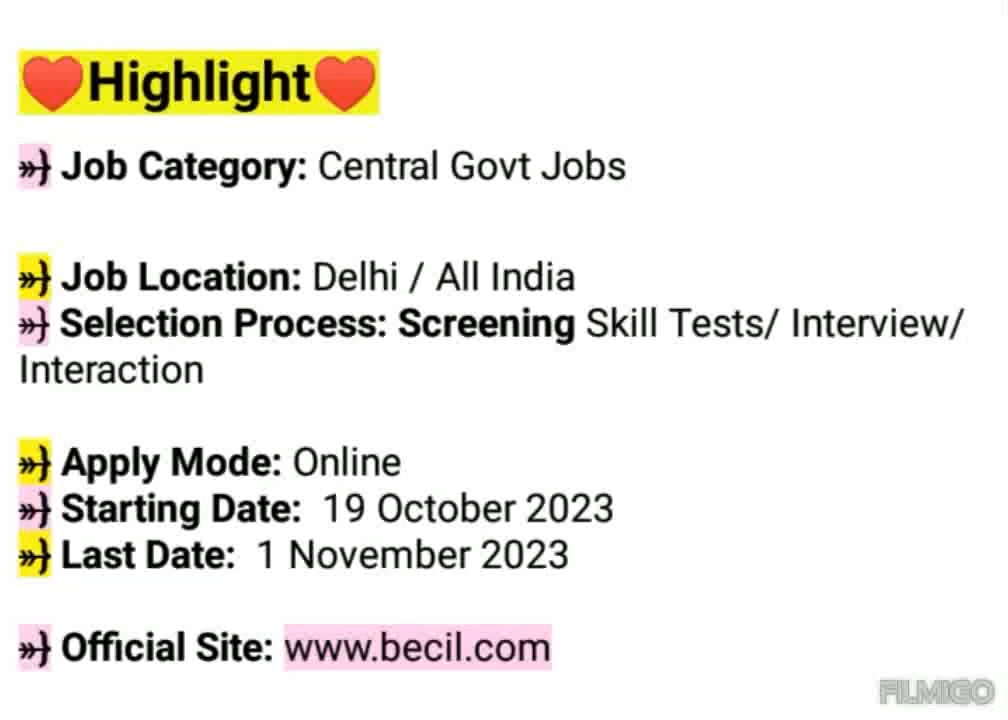 ❤️Highlight❤️
»} Job Category: Central Govt Jobs
»} Job Location: Delhi / All India
»} Selection Process: Screening Skill Tests/ Interview/
Interaction
»} Apply Mode: Online
»} Starting Date: 19 October 2023
»} Last Date: 1 November 2023
»} Official Site: www.becil.com
FILMIGO